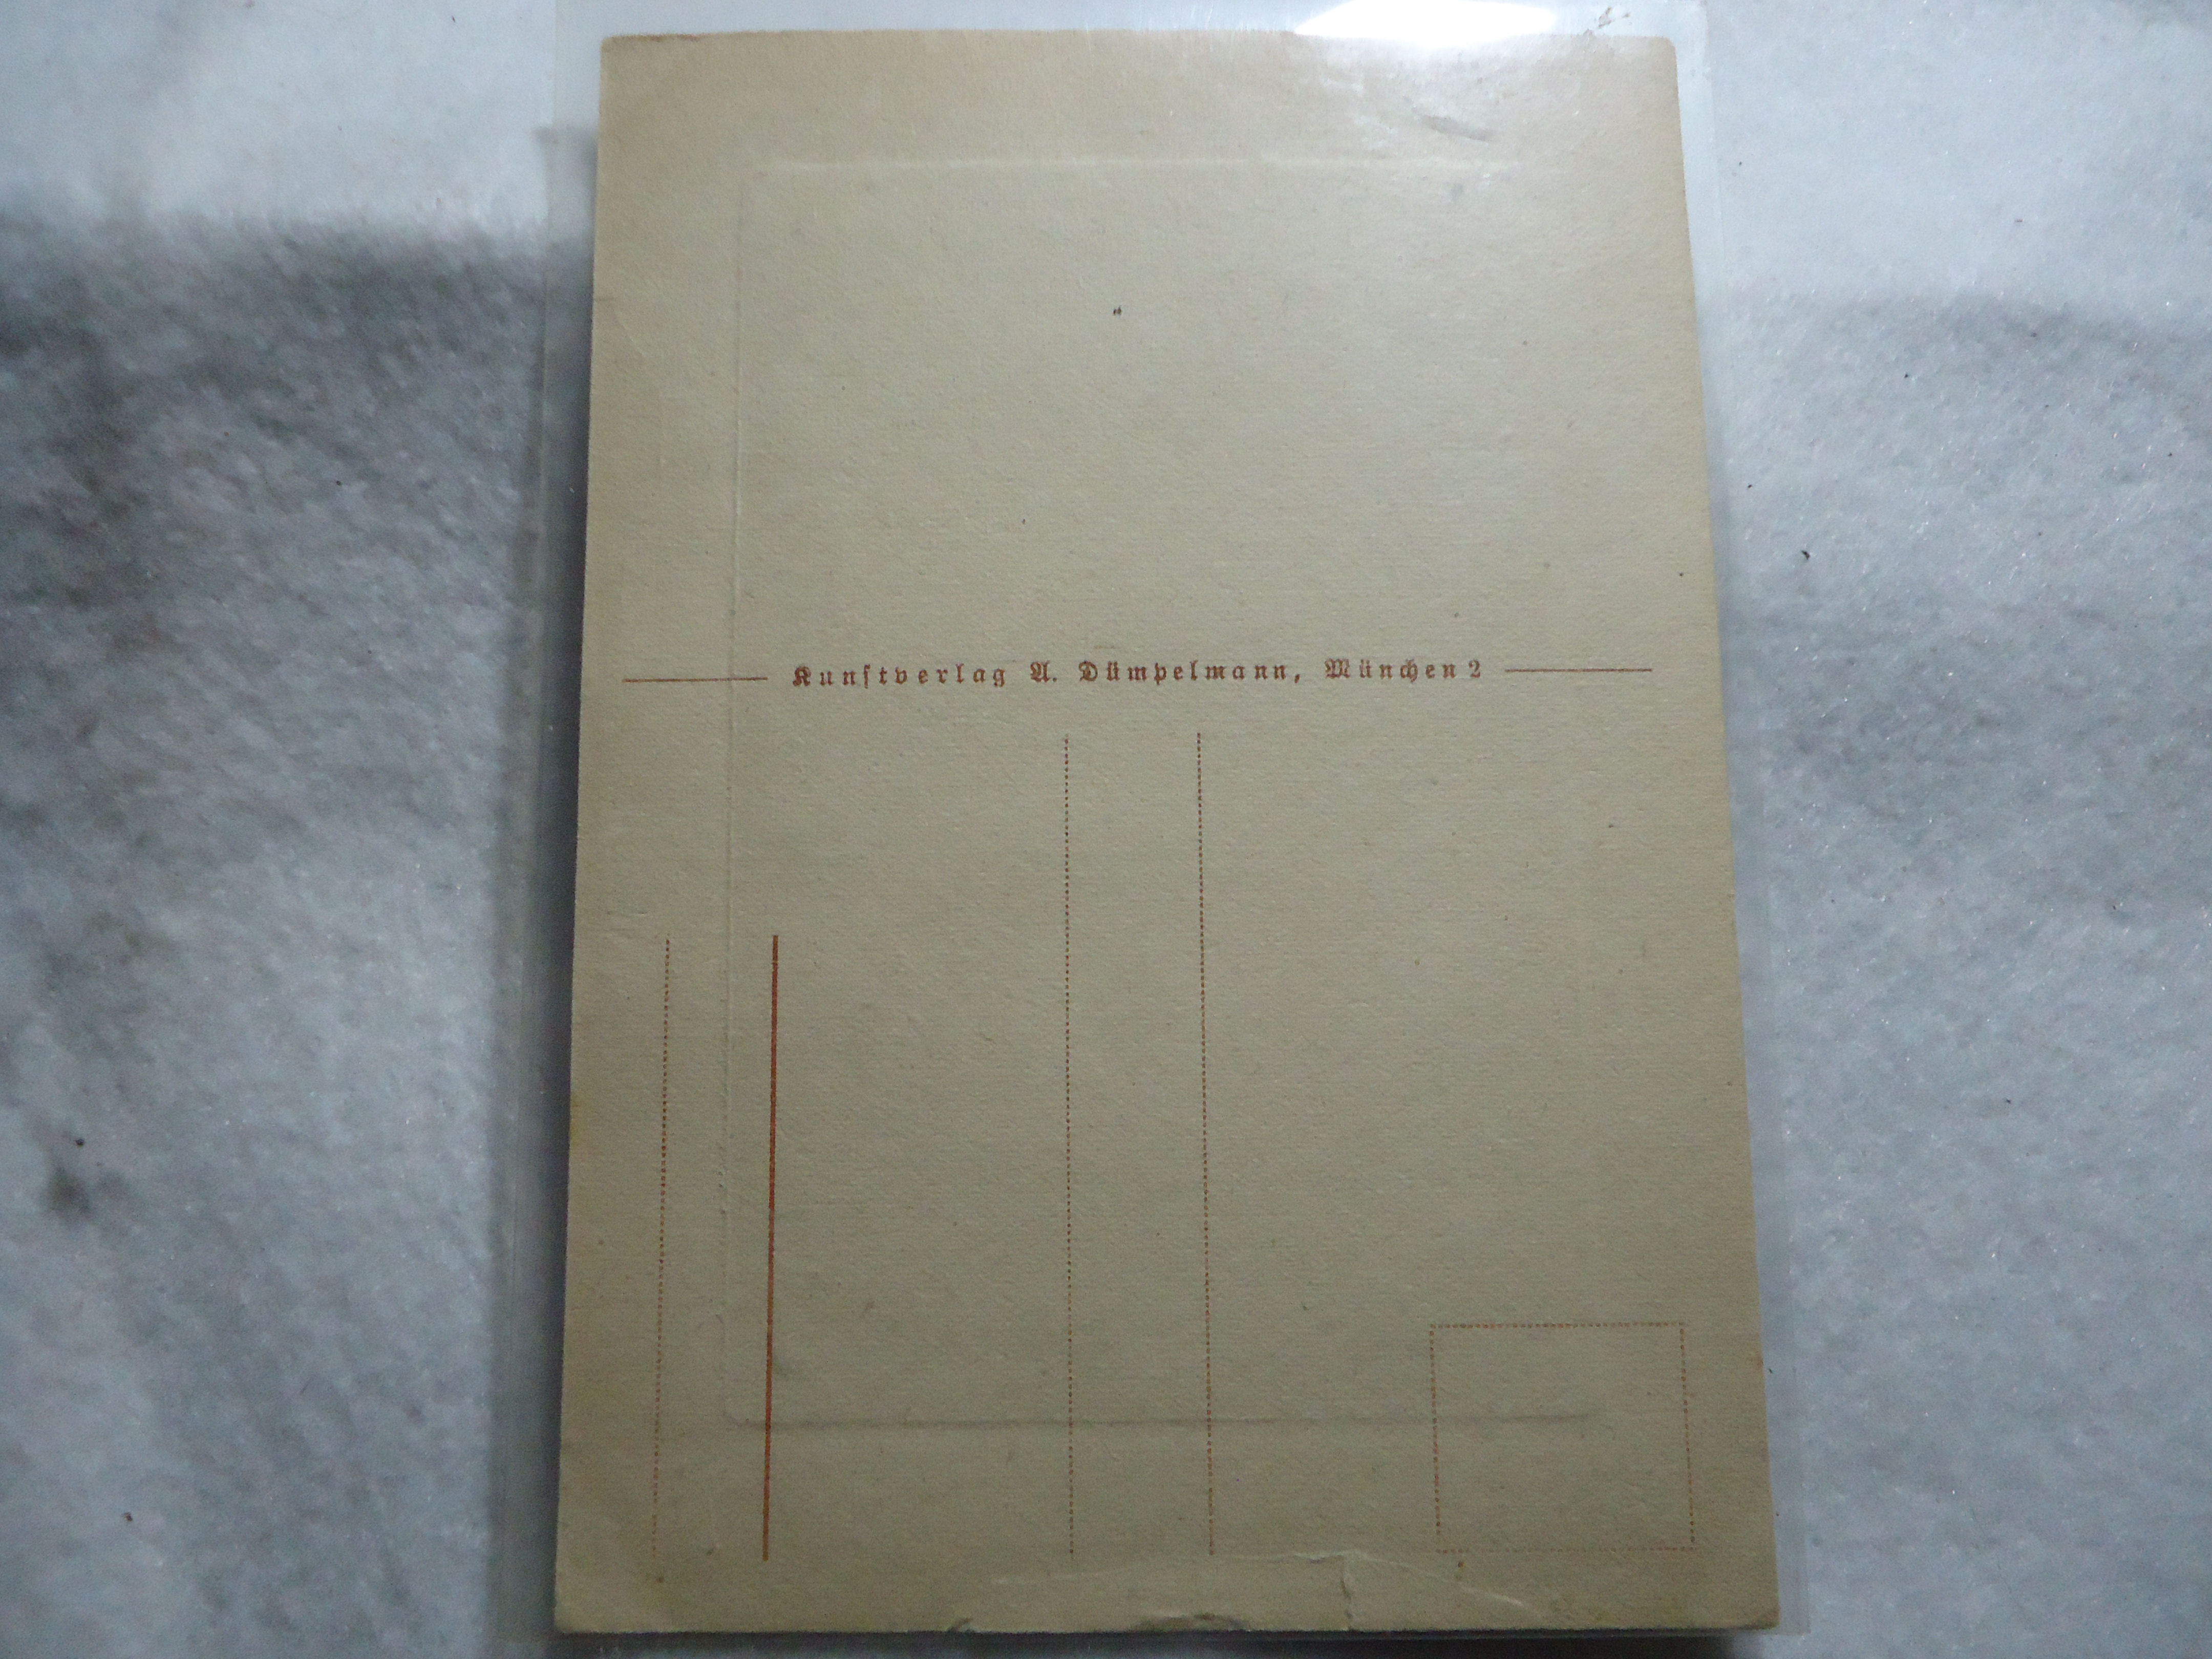 Kunſtverlag A. Dümpelmann, München 2